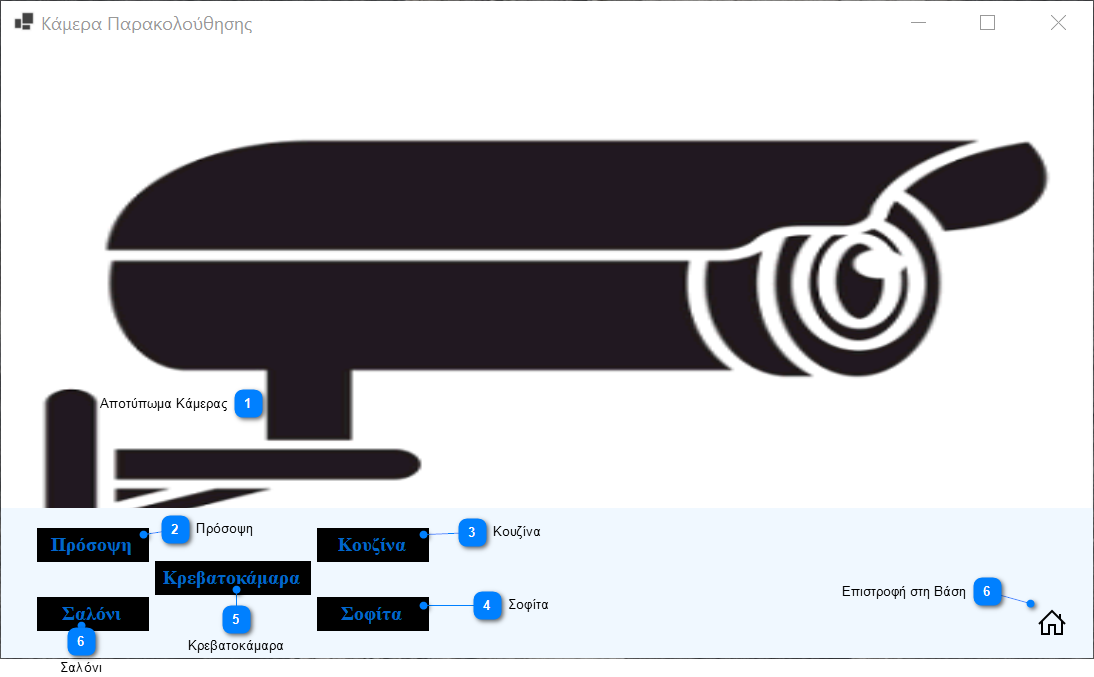 Κάμερα Παρακολούθησης
Αποτύπωμα Κάμερας 1
Πρόσοψη 2 Πρόσοψη
Κουζίνα 3 Κουζίνα
Κρεβατοκάμαρα
Επιστροφή στη Βάση 6
Σαλόνι
Σοφίτα 4 Σοφίτα
5
Κρεβατοκάμαρα
6
Σαλόνι